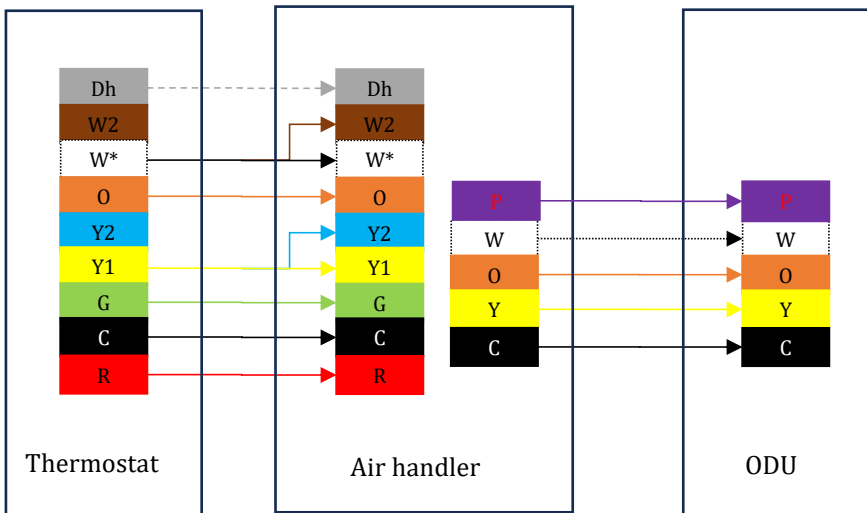 Dh
W2
W*
O
Y2
Y1
G
C
R
Thermostat
Dh
W2
W*
O
Y2
Y1
G
C
R
P
W
O
Y
C
Air handler
P
W
O
Y
C
ODU